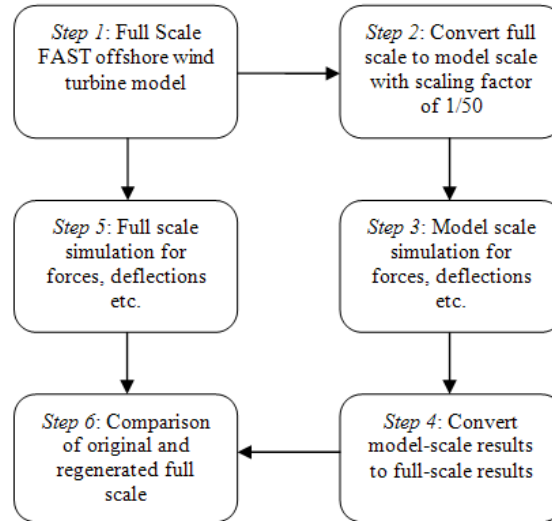 Step 1: Full Scale
FAST offshore wind
turbine model
Step 2: Convert full
scale to model scale
with scaling factor
of 1/50
Step 5: Full scale
simulation for
forces, deflections
etc.
Step 3: Model scale
simulation for
forces, deflections
etc.
Step 6: Comparison
of original and
regenerated full
scale
Step 4: Convert
model-scale results
to full-scale results